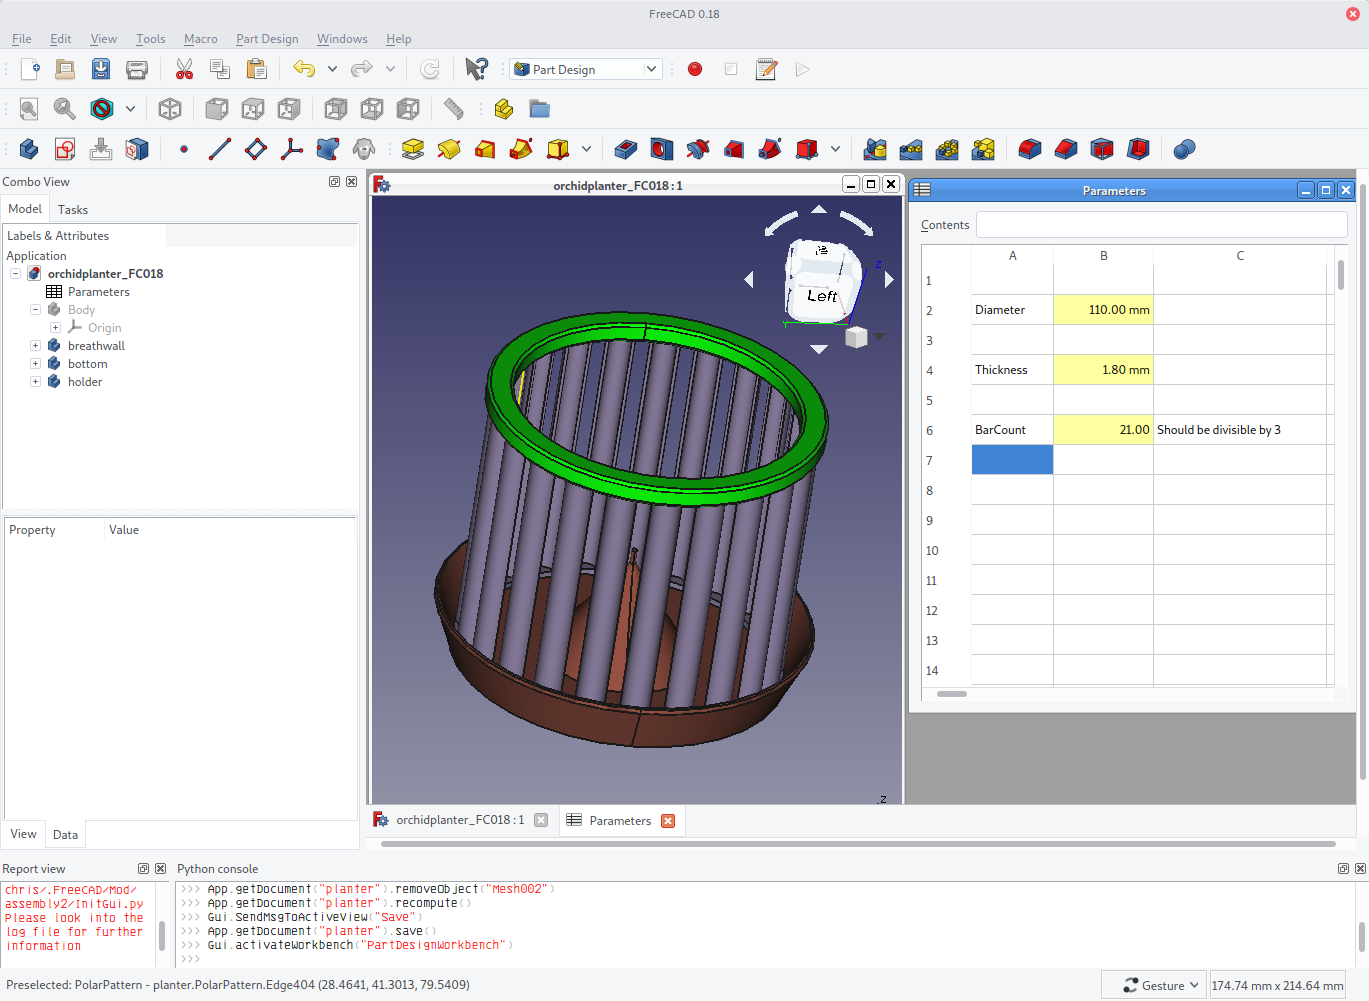 FreeCAD 0.18
File Edit View Tools Macro Part Design Windows Help
Part Design
Combo View
Model Tasks
Labels & Attributes
Application
orchidplanter_FC018
Parameters
Body
Origin
breathwall
bottom
holder
Property Value
View Data
orchidplanter_FC018 : 1
Left
Z
Z
Parameters
Contents
A B C
1
2 Diameter 110.00 mm
3
4 Thickness 1.80 mm
5
6 BarCount 21.00 Should be divisible by 3
7
8
9
10
11
12
13
14
orchidplanter_FC018 : 1 Parameters
Report view
chris/.FreeCAD/Mod/
assembly2/InitGui.py
Please look into the
log file for further
information
Python console
>>> App.getDocument("planter").removeObject("Mesh002")
>>> App.getDocument("planter").recompute()
>>> Gui.SendMsgToActiveView("Save")
>>> App.getDocument("planter").save()
>>> Gui.activateWorkbench("PartDesignWorkbench")
>>>
Preselected: PolarPattern - planter.PolarPattern.Edge404 (28.4641, 41.3013, 79.5409)
Gesture 174.74 mm x 214.64 mm